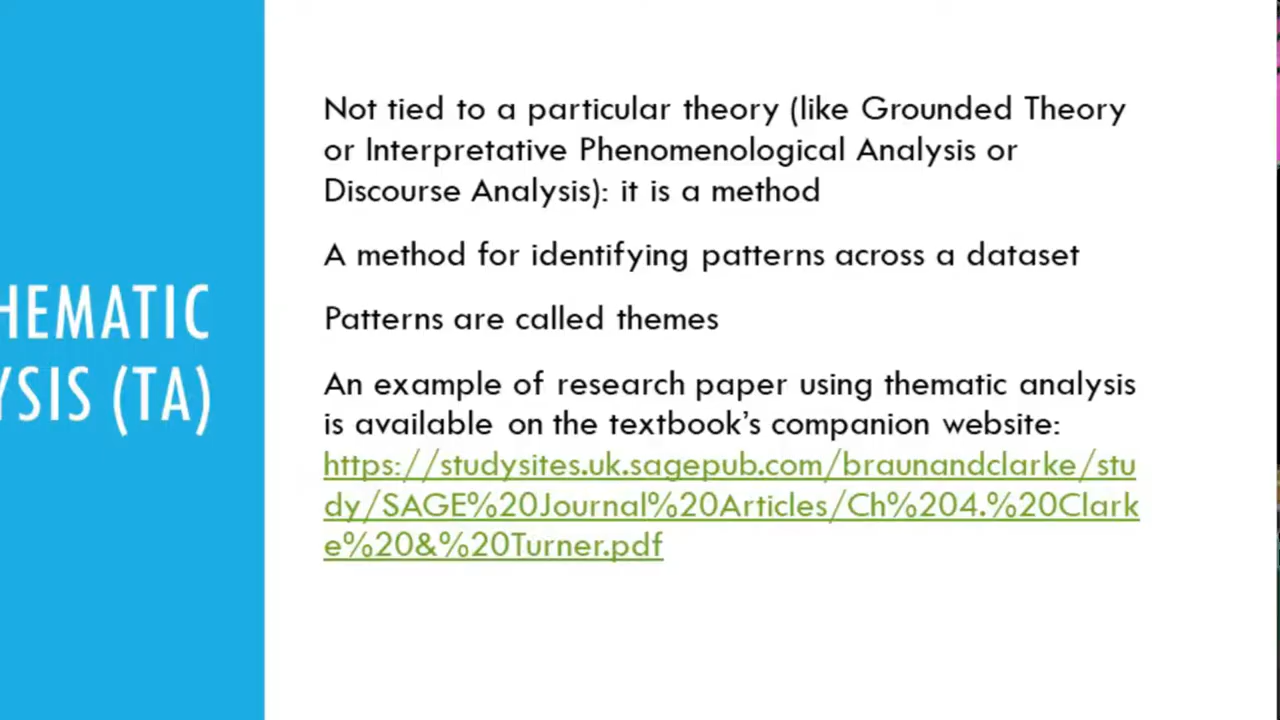 HEMATIC
YSIS (TA)
Not tied to a particular theory (like Grounded Theory
or Interpretative Phenomenological Analysis or
Discourse Analysis): it is a method
A method for identifying patterns across a dataset
Patterns are called themes
An example of research paper using thematic analysis
is available on the textbook’s companion website:
https://studysites.uk.sagepub.com/braunandclarke/stu
dy/SAGE%20Journal%20Articles/Ch%204.%20Clark
e%20&%20Turner.pdf